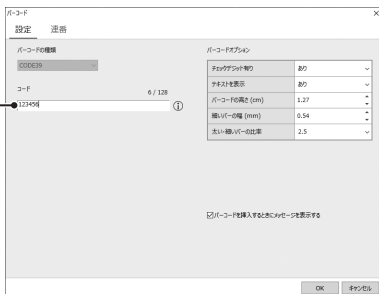 バーコード
設定 連番
バーコードの種類
CODE39
コード
6 / 128
123456
バーコードオプション
チェックデジット有り あり
テキストを表示 あり
バーコードの高さ (cm) 1.27
細いバーの幅 (mm) 0.54
太い-細いバーの比率 2.5
バーコードを挿入するときにメッセージを表示する
OK キャンセル